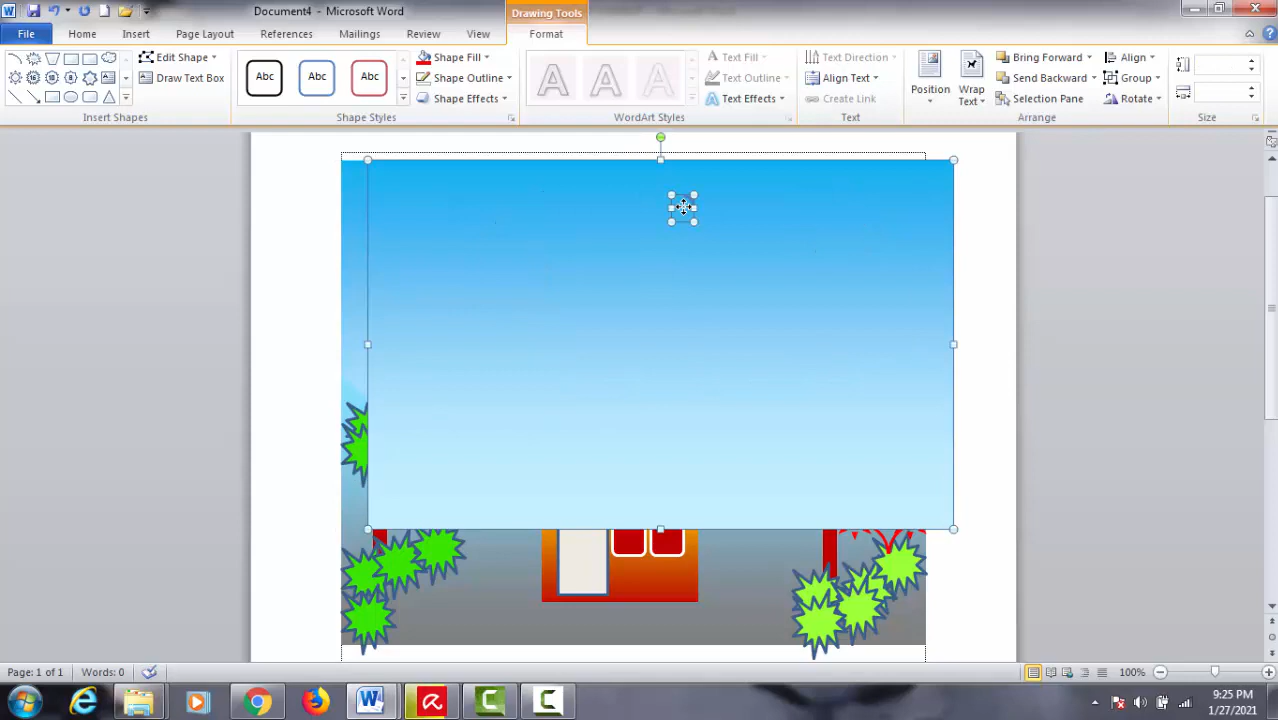 Document4 - Microsoft Word
Drawing Tools
File Home Insert Page Layout References Mailings Review View Format
Edit Shape
Draw Text Box
Insert Shapes
Abc Abc Abc
Shape Fill
Shape Outline
Shape Effects
Shape Styles
A A A
Text Fill
Text Outline
Text Effects
WordArt Styles
Text Direction
Align Text
Create Link
Text
Position
Wrap
Text
Bring Forward
Send Backward
Selection Pane
Align
Group
Rotate
Arrange
Size
Page: 1 of 1 Words: 0
100%
9:25 PM
1/27/2021